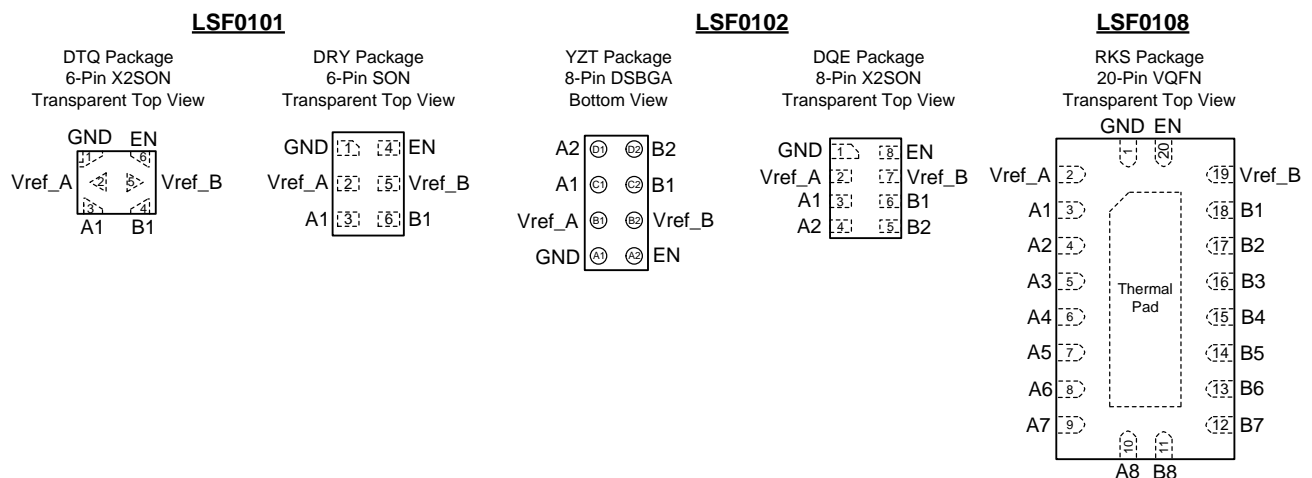 LSF0101
DTQ Package
6-Pin X2SON
Transparent Top View
GND EN
1 6
Vref_A 2 5 Vref_B
3 4
A1 B1
DRY Package
6-Pin SON
Transparent Top View
GND 1 4 EN
Vref_A 2 5 Vref_B
A1 3 6 B1
LSF0102
YZT Package
8-Pin DSBGA
Bottom View
A2 D1 D2 B2
A1 C1 C2 B1
Vref_A B1 B2 Vref_B
GND A1 A2 EN
DQE Package
8-Pin X2SON
Transparent Top View
GND 1 8 EN
Vref_A 2 7 Vref_B
A1 3 6 B1
A2 4 5 B2
LSF0108
RKS Package
20-Pin VQFN
Transparent Top View
GND EN
1 20
Vref_A 2 19 Vref_B
A1 3 18 B1
A2 4 17 B2
A3 5 16 B3
A4 6 15 B4
A5 7 14 B5
A6 8 13 B6
A7 9 12 B7
Thermal
Pad
10 11
A8 B8